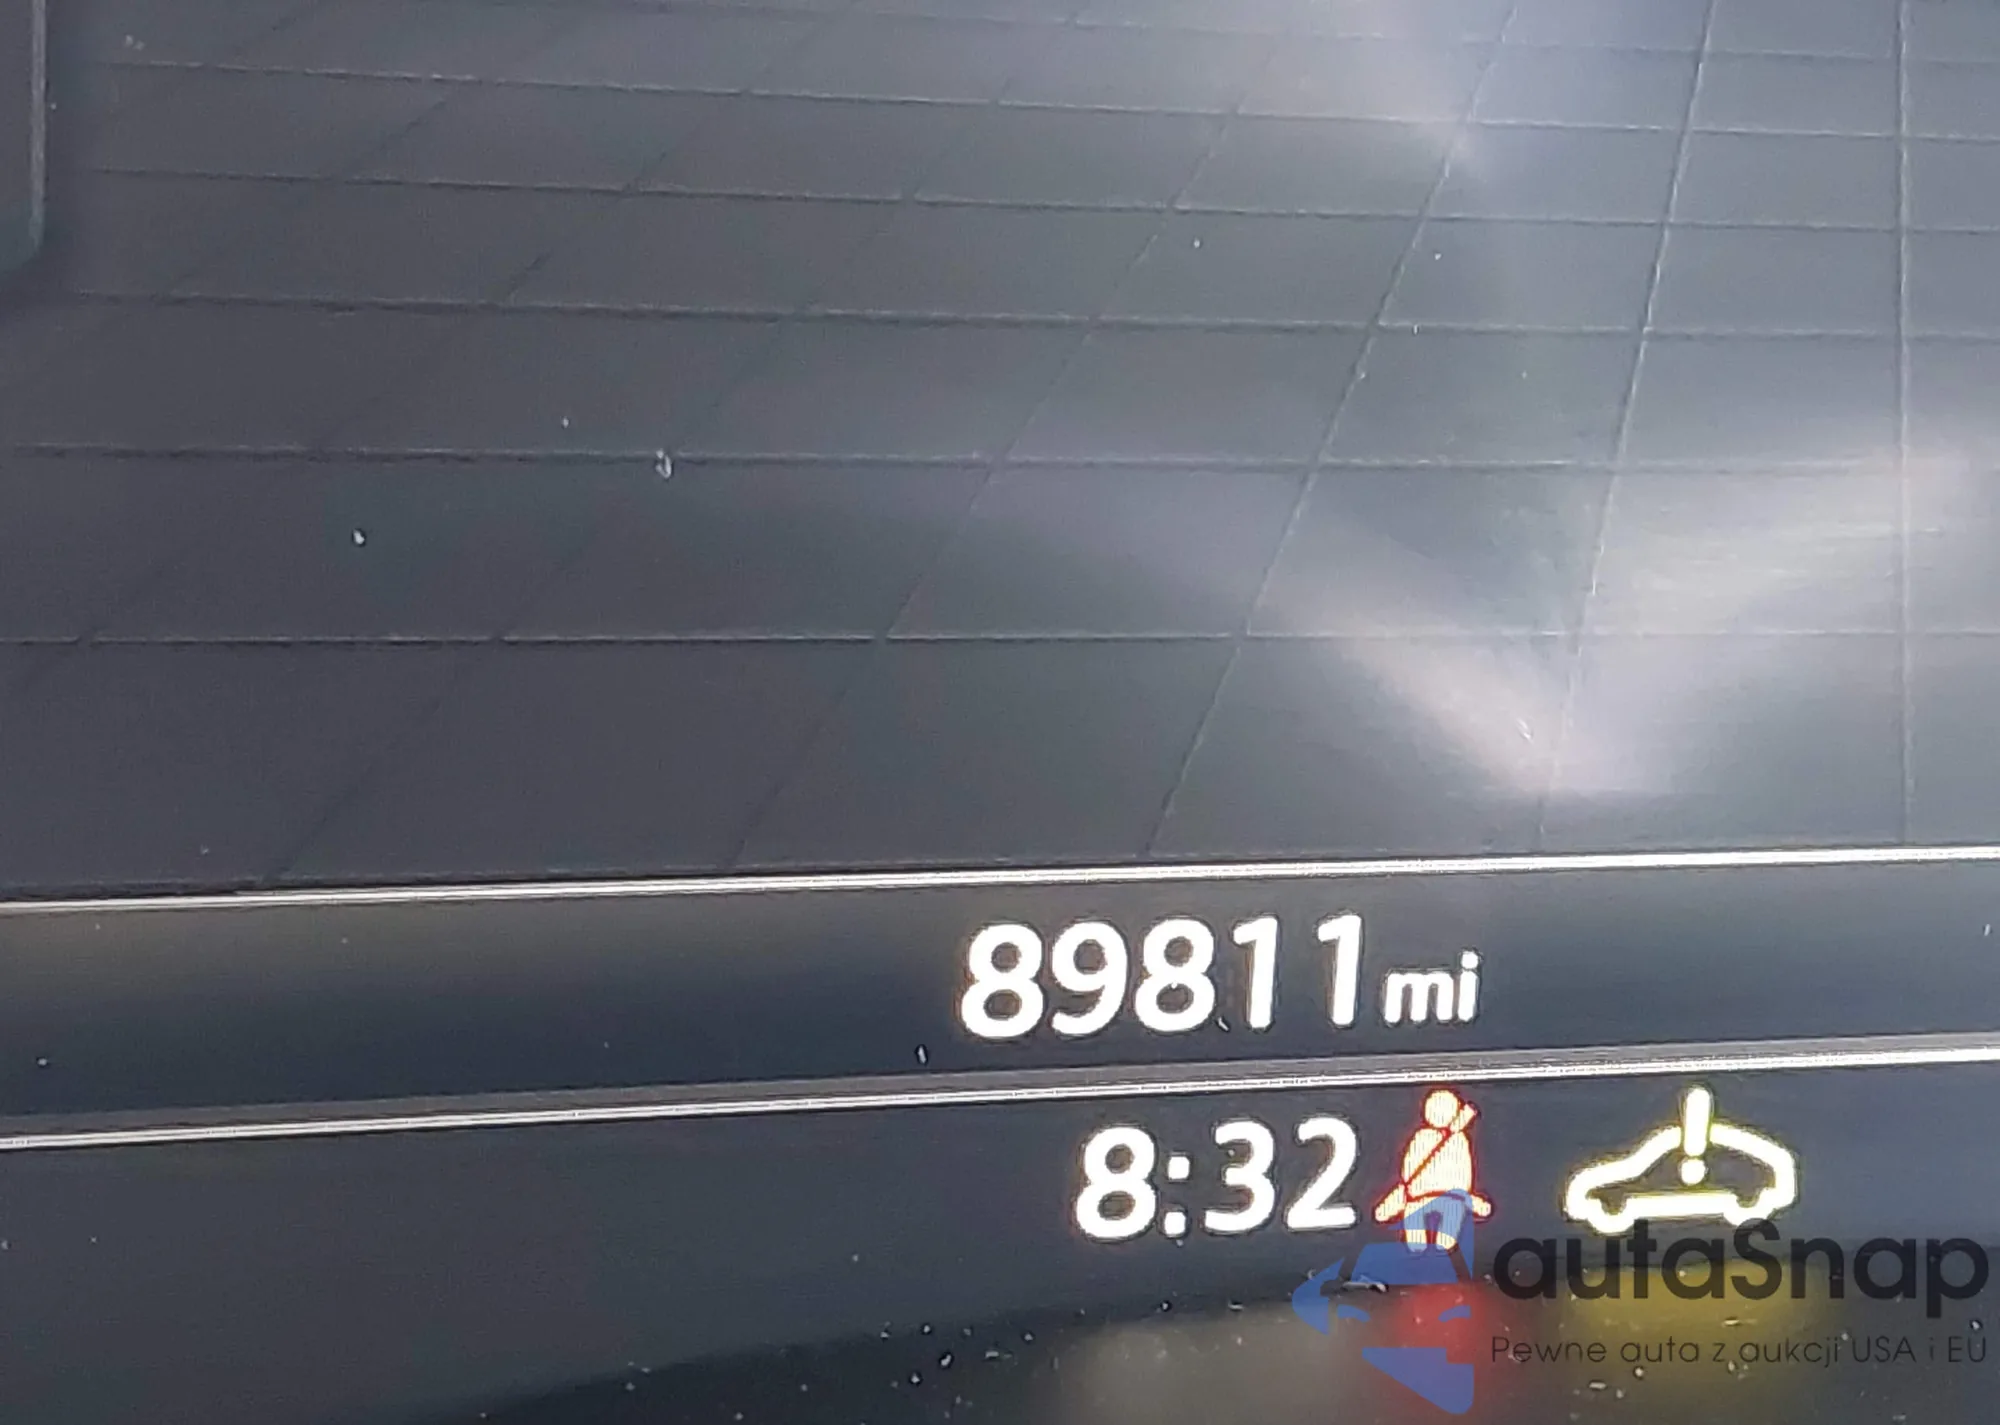 89811 mi
8:32
autaSnap
Pewne auta z aukcji USA i EU